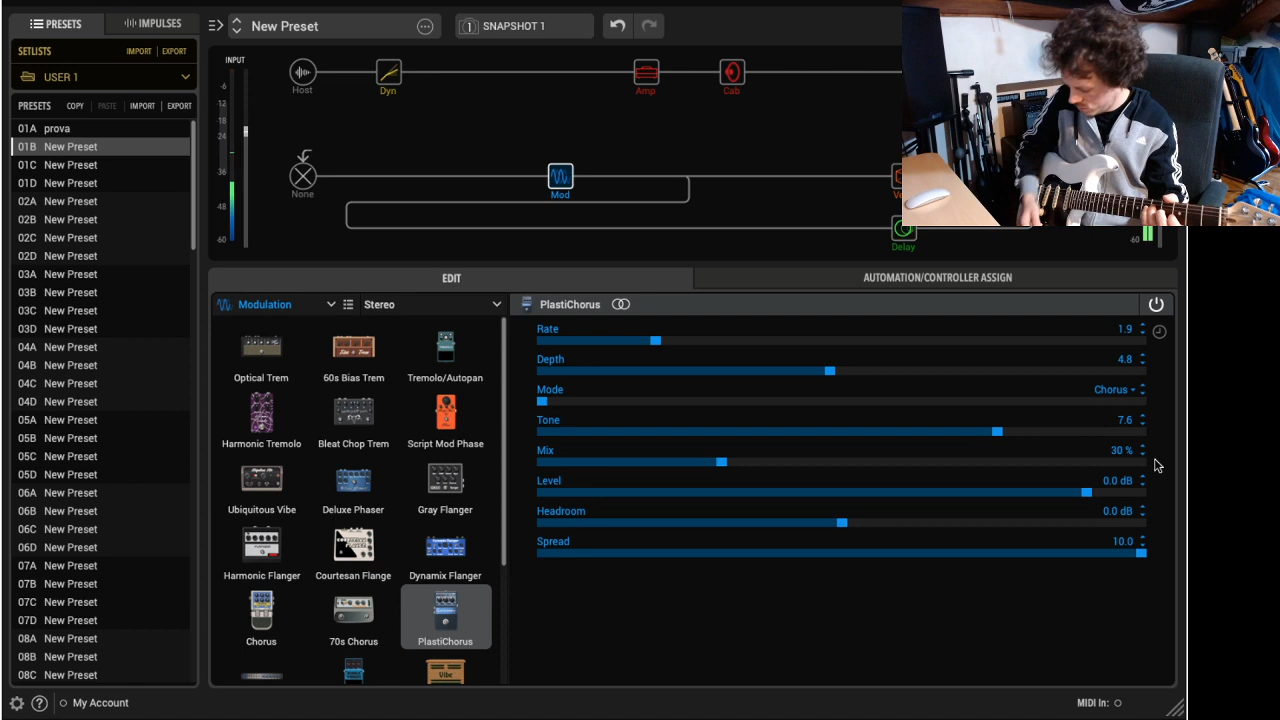 PRESETS
IMPULSES
New Preset
1 SNAPSHOT 1
SETLISTS IMPORT | EXPORT
USER 1
PRESETS COPY | PASTE | IMPORT | EXPORT
01A prova
01B New Preset
01C New Preset
01D New Preset
02A New Preset
02B New Preset
02C New Preset
02D New Preset
03A New Preset
03B New Preset
03C New Preset
03D New Preset
04A New Preset
04B New Preset
04C New Preset
04D New Preset
05A New Preset
05B New Preset
05C New Preset
05D New Preset
06A New Preset
06B New Preset
06C New Preset
06D New Preset
07A New Preset
07B New Preset
07C New Preset
07D New Preset
08A New Preset
08B New Preset
08C New Preset
My Account
INPUT
-6
-12
-18
-24
-36
-48
-60
Host
Dyn
Amp
Cab
None
Mod
Delay
-60
EDIT
AUTOMATION/CONTROLLER ASSIGN
Modulation
Stereo
Optical Trem
60s Bias Trem
Tremolo/Autopan
Harmonic Tremolo
Bleat Chop Trem
Script Mod Phase
Ubiquitous Vibe
Deluxe Phaser
Gray Flanger
Harmonic Flanger
Courtesan Flange
Dynamix Flanger
Chorus
70s Chorus
PlastiChorus
Vibe
PlastiChorus
Rate 1.9
Depth 4.8
Mode Chorus
Tone 7.6
Mix 30 %
Level 0.0 dB
Headroom 0.0 dB
Spread 10.0
MIDI In: